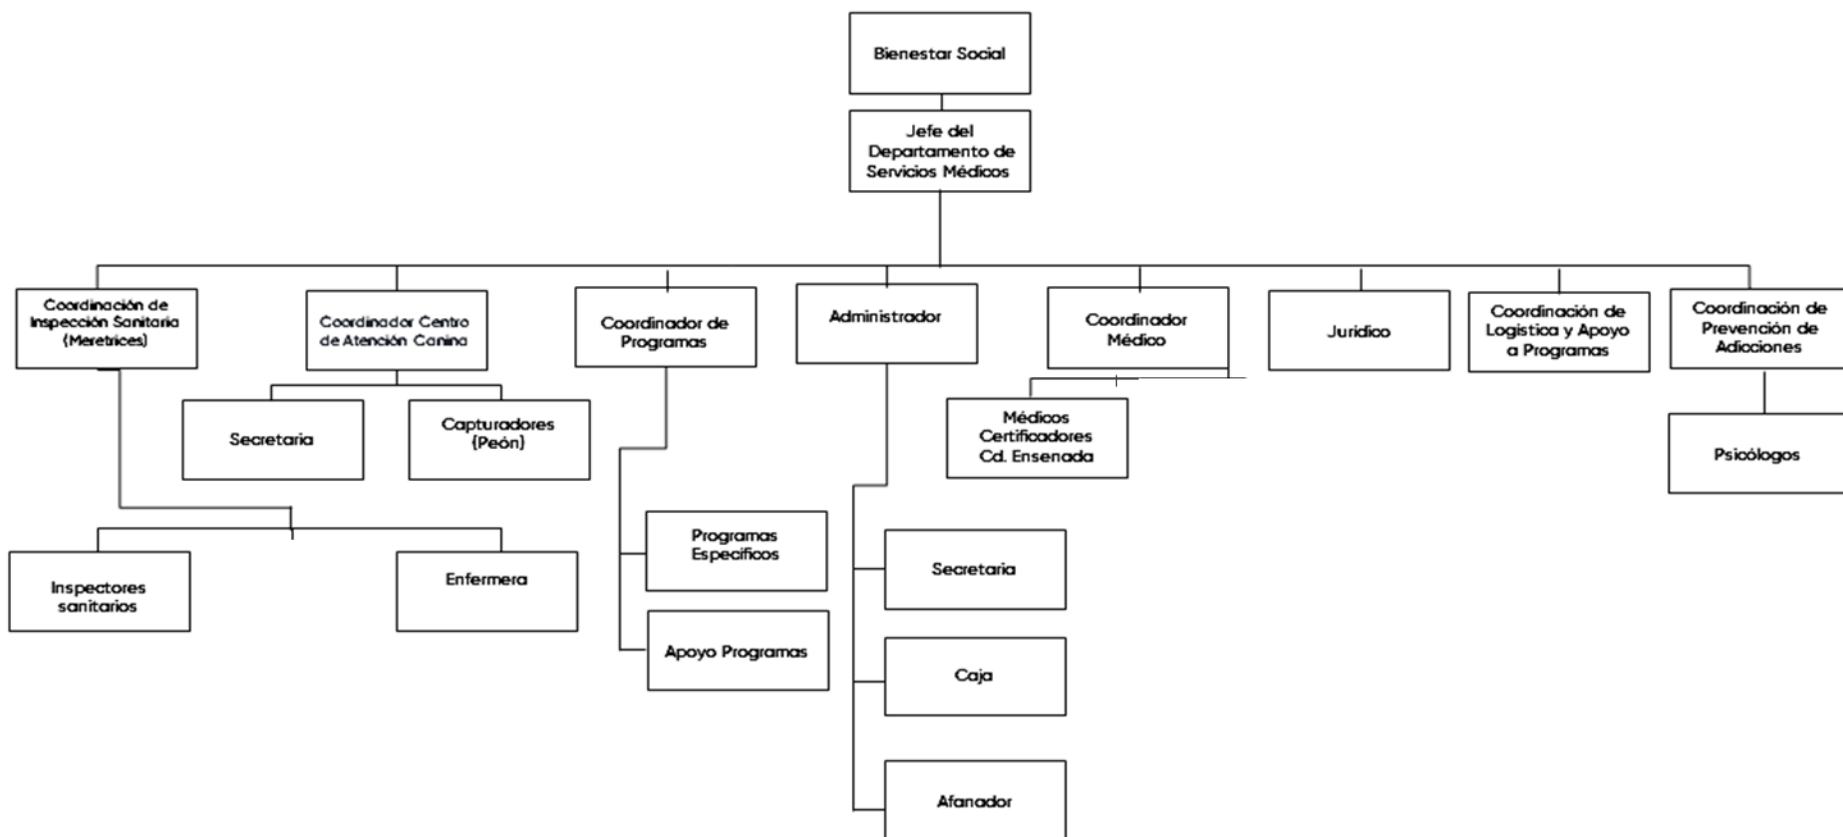 Bienestar Social
Jefe del
Departamento de
Servicios Médicos
Coordinación de
Inspección Sanitaria
(Meretrices)
Coordinador Centro
de Atención Canina
Coordinador de
Programas
Administrador
Coordinador
Médico
Jurídico
Coordinación de
Logística y Apoyo
a Programas
Coordinación de
Prevención de
Adicciones
Secretaria
Capturadores
(Peón)
Médicos
Certificadores
Cd. Ensenada
Psicólogos
Inspectores
sanitarios
Enfermera
Programas
Específicos
Apoyo Programas
Secretaria
Caja
Afanador